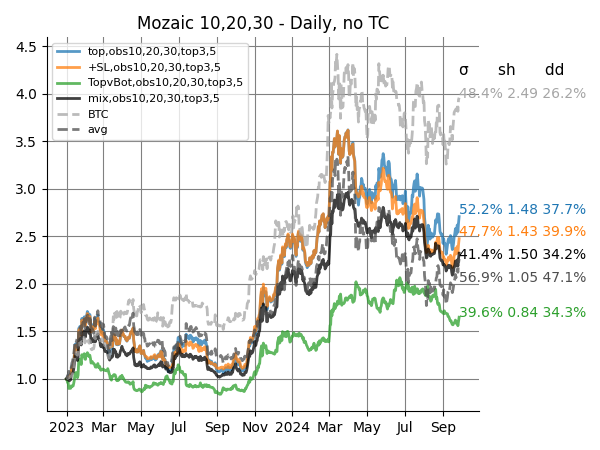 Mozaic 10,20,30 - Daily, no TC
4.5
4.0
3.5
3.0
2.5
2.0
1.5
1.0
top,obs10,20,30,top3,5
+SL,obs10,20,30,top3,5
TopvBot,obs10,20,30,top3,5
mix,obs10,20,30,top3,5
BTC
avg
σ sh dd
48.4% 2.49 26.2%
52.2% 1.48 37.7%
47.7% 1.43 39.9%
41.4% 1.50 34.2%
56.9% 1.05 47.1%
39.6% 0.84 34.3%
2023 Mar May Jul Sep Nov 2024 Mar May Jul Sep